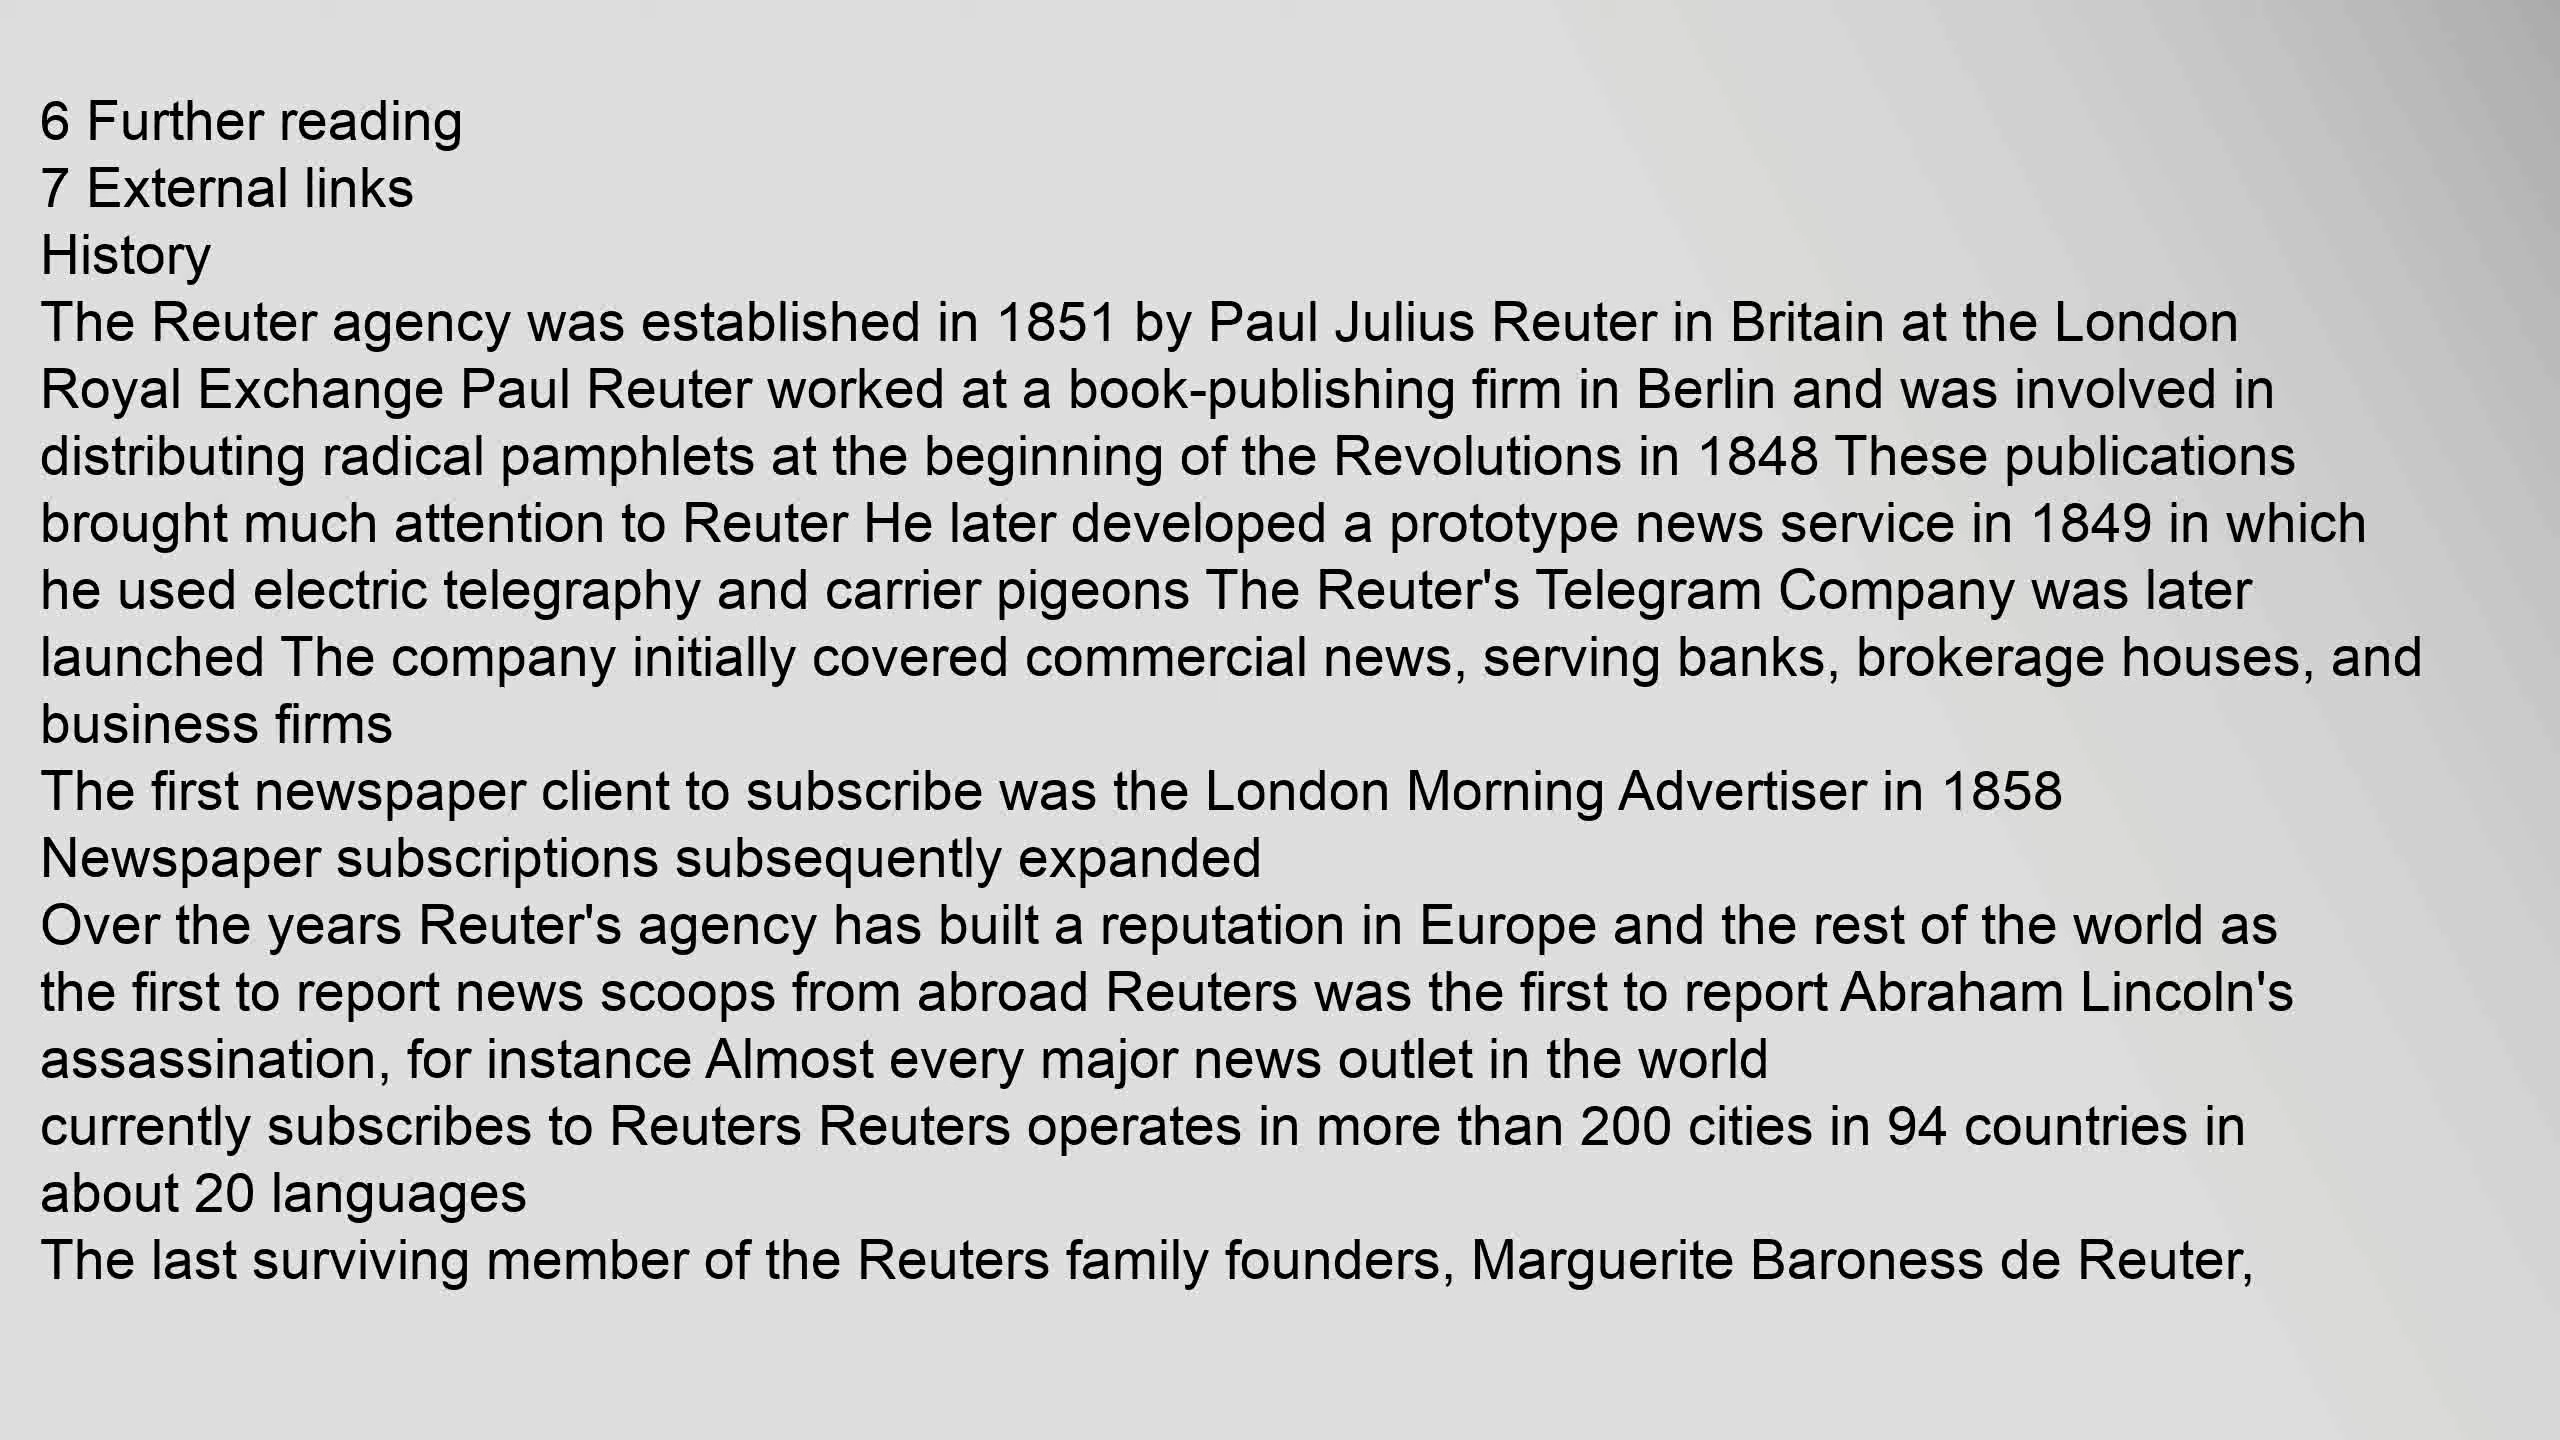 6 Further reading
7 External links
History
The Reuter agency was established in 1851 by Paul Julius Reuter in Britain at the London
Royal Exchange Paul Reuter worked at a book-publishing firm in Berlin and was involved in
distributing radical pamphlets at the beginning of the Revolutions in 1848 These publications
brought much attention to Reuter He later developed a prototype news service in 1849 in which
he used electric telegraphy and carrier pigeons The Reuter's Telegram Company was later
launched The company initially covered commercial news, serving banks, brokerage houses, and
business firms
The first newspaper client to subscribe was the London Morning Advertiser in 1858
Newspaper subscriptions subsequently expanded
Over the years Reuter's agency has built a reputation in Europe and the rest of the world as
the first to report news scoops from abroad Reuters was the first to report Abraham Lincoln's
assassination, for instance Almost every major news outlet in the world
currently subscribes to Reuters Reuters operates in more than 200 cities in 94 countries in
about 20 languages
The last surviving member of the Reuters family founders, Marguerite Baroness de Reuter,